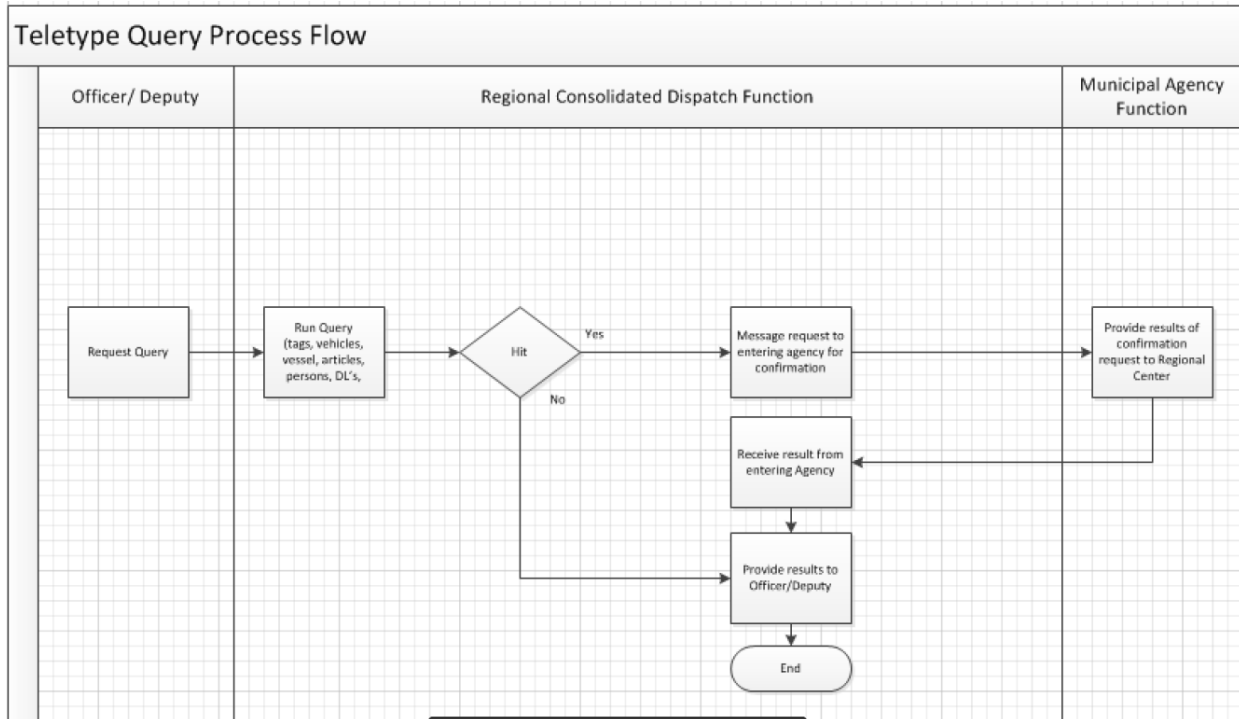 Teletype Query Process Flow
Officer/ Deputy
Regional Consolidated Dispatch Function
Municipal Agency
Function
Request Query
Run Query
(tags, vehicles,
vessel, articles,
persons, DL's,
Hit
Yes
No
Message request to
entering agency for
confirmation
Provide results of
confirmation
request to Regional
Center
Receive result from
entering Agency
Provide results to
Officer/Deputy
End